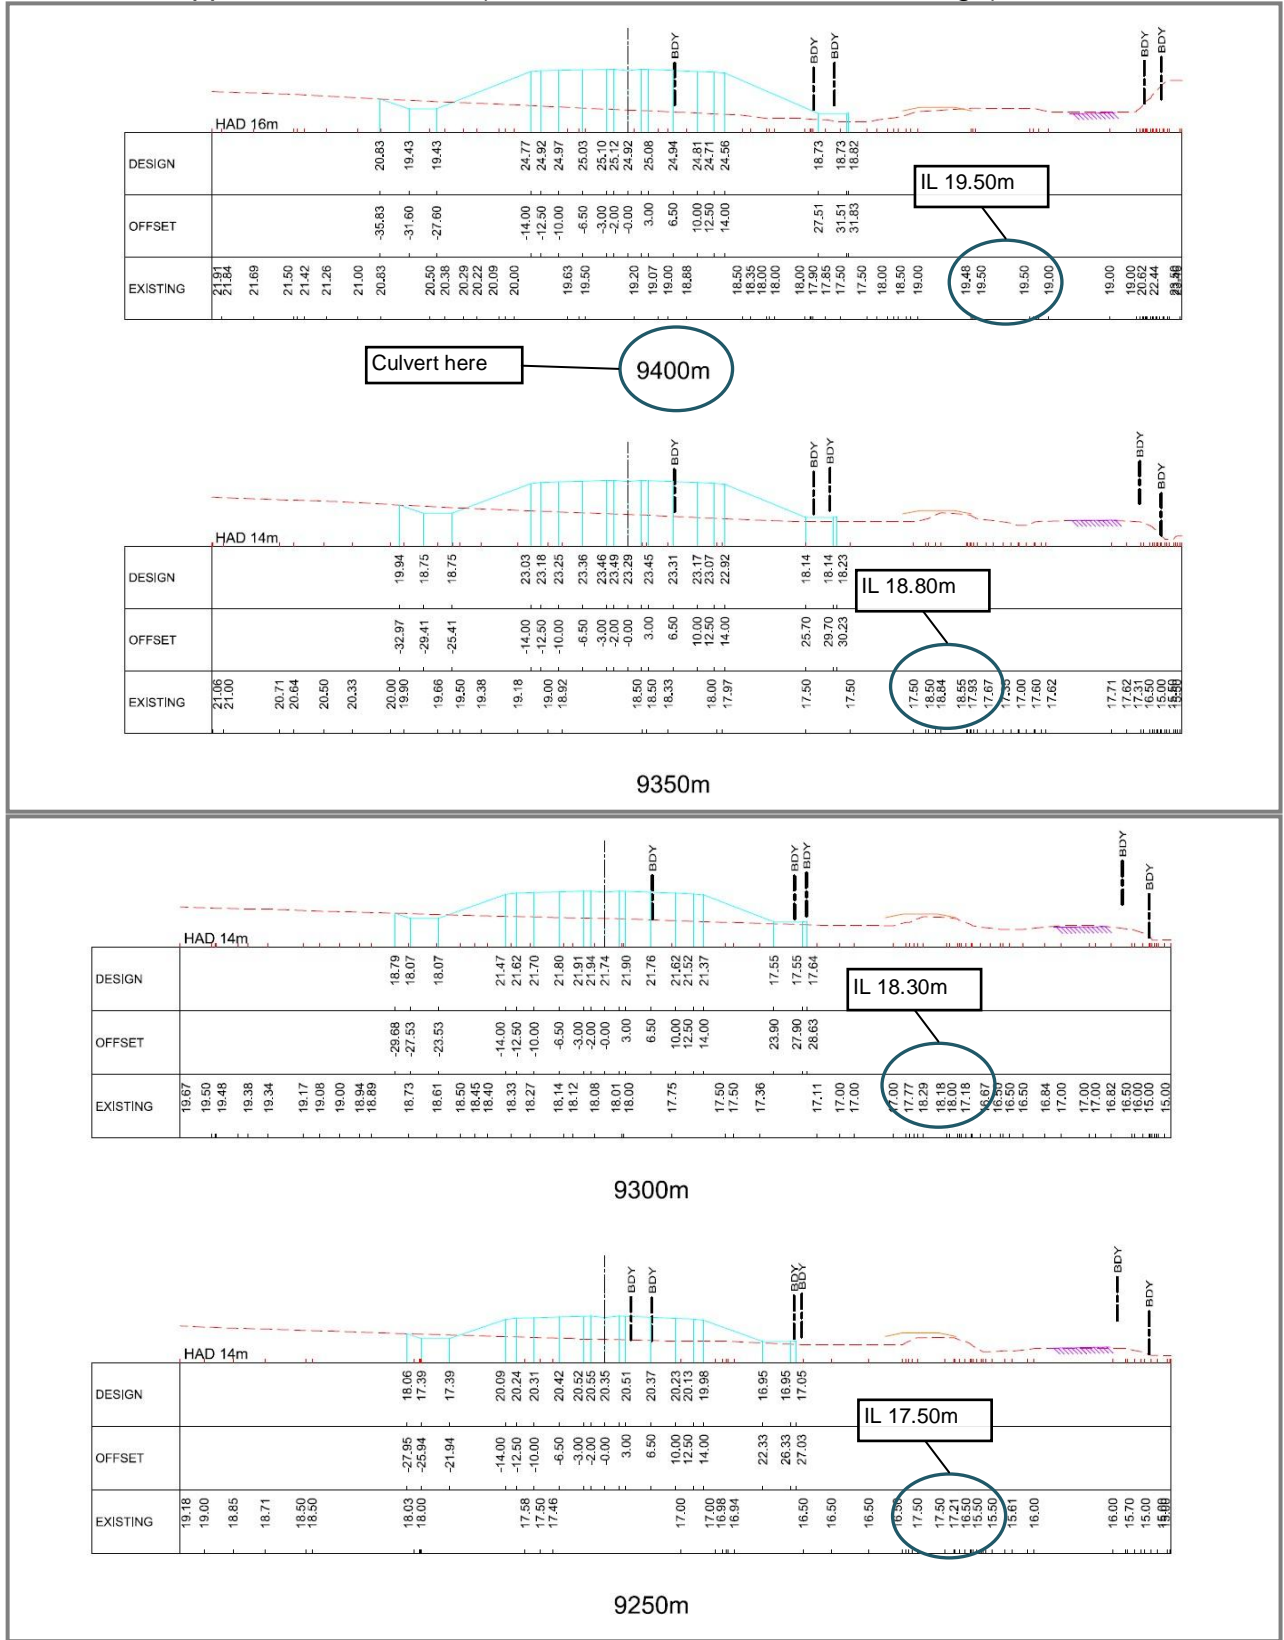 BDY BDY BDY BDY BDY
HAD 16m
DESIGN 20.83 19.43 19.43 24.77 24.92 24.97 25.03 25.10 25.12 24.92 25.08 24.94 24.81 24.71 24.56 18.73 18.73 18.82
IL 19.50m
OFFSET -35.83 -31.60 -27.60 -14.00 -12.50 -10.00 -6.50 -3.00 -2.00 -0.00 3.00 6.50 10.00 12.50 14.00 27.51 31.51 31.83
EXISTING 21.91 21.84 21.69 21.50 21.42 21.26 21.00 20.83 20.50 20.38 20.29 20.22 20.09 20.00 19.63 19.50 19.20 19.07 19.00 18.88 18.50 18.35 18.00 18.00 18.00 17.90 17.85 17.50 17.50 18.00 18.50 19.00 19.48 19.50 19.50 19.00 19.00 19.00 20.62 22.44
Culvert here
9400m
BDY BDY BDY BDY BDY
HAD 14m
DESIGN 19.94 18.75 18.75 23.03 23.18 23.25 23.36 23.46 23.49 23.29 23.45 23.31 23.17 23.07 22.92 18.14 18.14 18.23
IL 18.80m
OFFSET -32.97 -29.41 -25.41 -14.00 -12.50 -10.00 -6.50 -3.00 -2.00 -0.00 3.00 6.50 10.00 12.50 14.00 25.70 29.70 30.23
EXISTING 21.06 21.00 20.71 20.64 20.50 20.33 20.00 19.90 19.66 19.50 19.38 19.18 19.00 18.92 18.50 18.50 18.33 18.00 17.97 17.50 17.50 17.50 18.50 18.84 18.55 17.93 17.67 17.35 17.00 17.60 17.62 17.71 17.62 17.31 16.50 15.00
9350m
BDY BDY BDY BDY BDY
HAD 14m
DESIGN 18.79 18.07 18.07 21.47 21.62 21.70 21.80 21.91 21.94 21.74 21.90 21.76 21.62 21.52 21.37 17.55 17.55 17.64
IL 18.30m
OFFSET -29.68 -27.53 -23.53 -14.00 -12.50 -10.00 -6.50 -3.00 -2.00 -0.00 3.00 6.50 10.00 12.50 14.00 23.90 27.90 28.63
EXISTING 19.67 19.50 19.48 19.38 19.34 19.17 19.08 19.00 18.94 18.89 18.73 18.61 18.50 18.45 18.40 18.33 18.27 18.14 18.12 18.08 18.01 18.00 17.75 17.50 17.50 17.36 17.11 17.00 17.00 17.00 17.77 18.29 18.18 18.00 17.18 16.67 16.50 16.50 16.50 16.84 17.00 17.00 17.00 16.82 16.50 16.00 15.00 15.00
9300m
BDY BDY BDY BDY BDY BDY
HAD 14m
DESIGN 18.06 17.39 17.39 20.09 20.24 20.31 20.42 20.52 20.55 20.35 20.51 20.37 20.23 20.13 19.98 16.95 16.95 17.05
IL 17.50m
OFFSET -27.95 -25.94 -21.94 -14.00 -12.50 -10.00 -6.50 -3.00 -2.00 -0.00 3.00 6.50 10.00 12.50 14.00 22.33 26.33 27.03
EXISTING 19.18 19.00 18.85 18.71 18.50 18.50 18.03 18.00 17.58 17.50 17.46 17.00 17.00 16.98 16.94 16.50 16.50 16.50 16.50 17.50 17.50 17.21 16.50 15.50 15.50 15.61 16.00 16.00 15.70 15.00
9250m